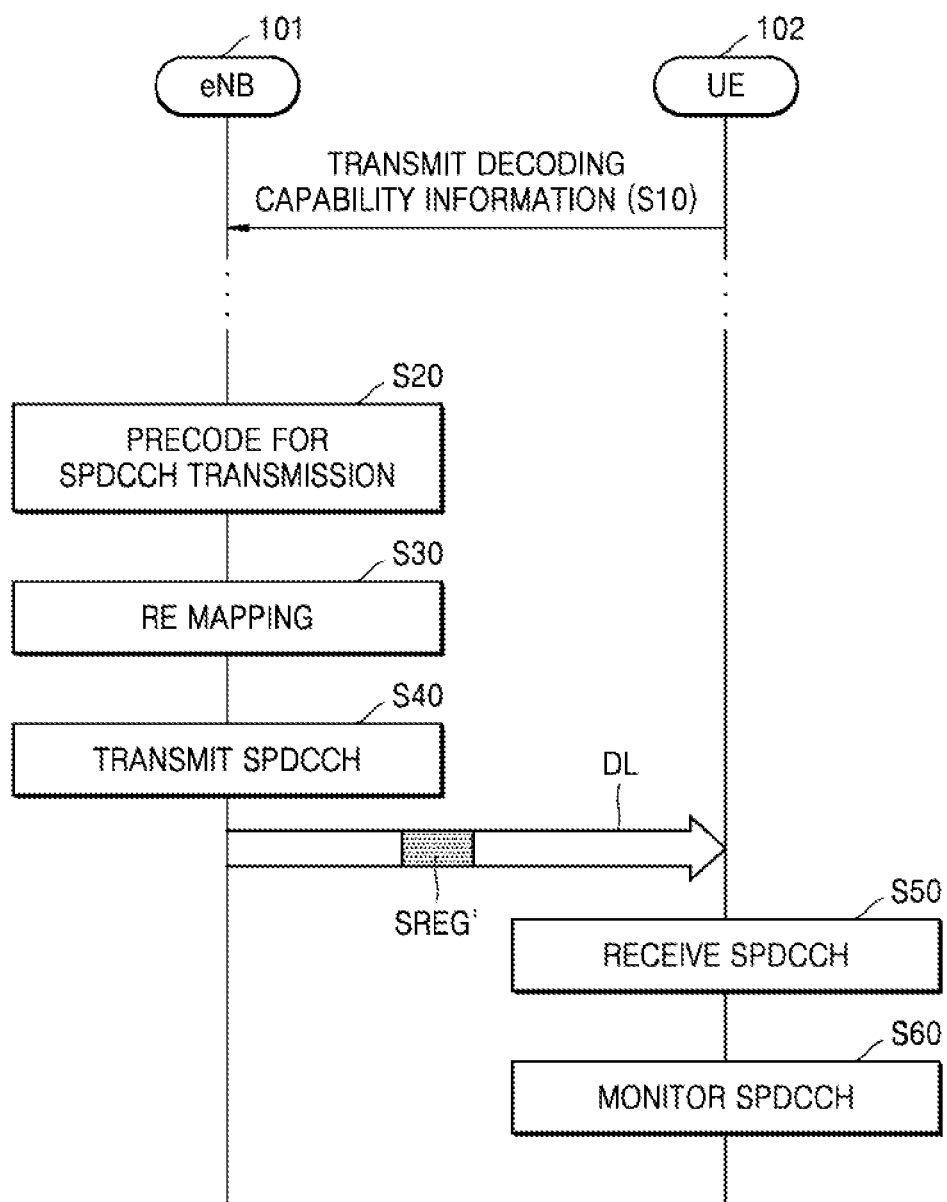 101
102
eNB
UE
TRANSMIT DECODING
CAPABILITY INFORMATION (S10)
S20
PRECODE FOR
SPDCCH TRANSMISSION
S30
RE MAPPING
S40
TRANSMIT SPDCCH
DL
SREG'
S50
RECEIVE SPDCCH
S60
MONITOR SPDCCH